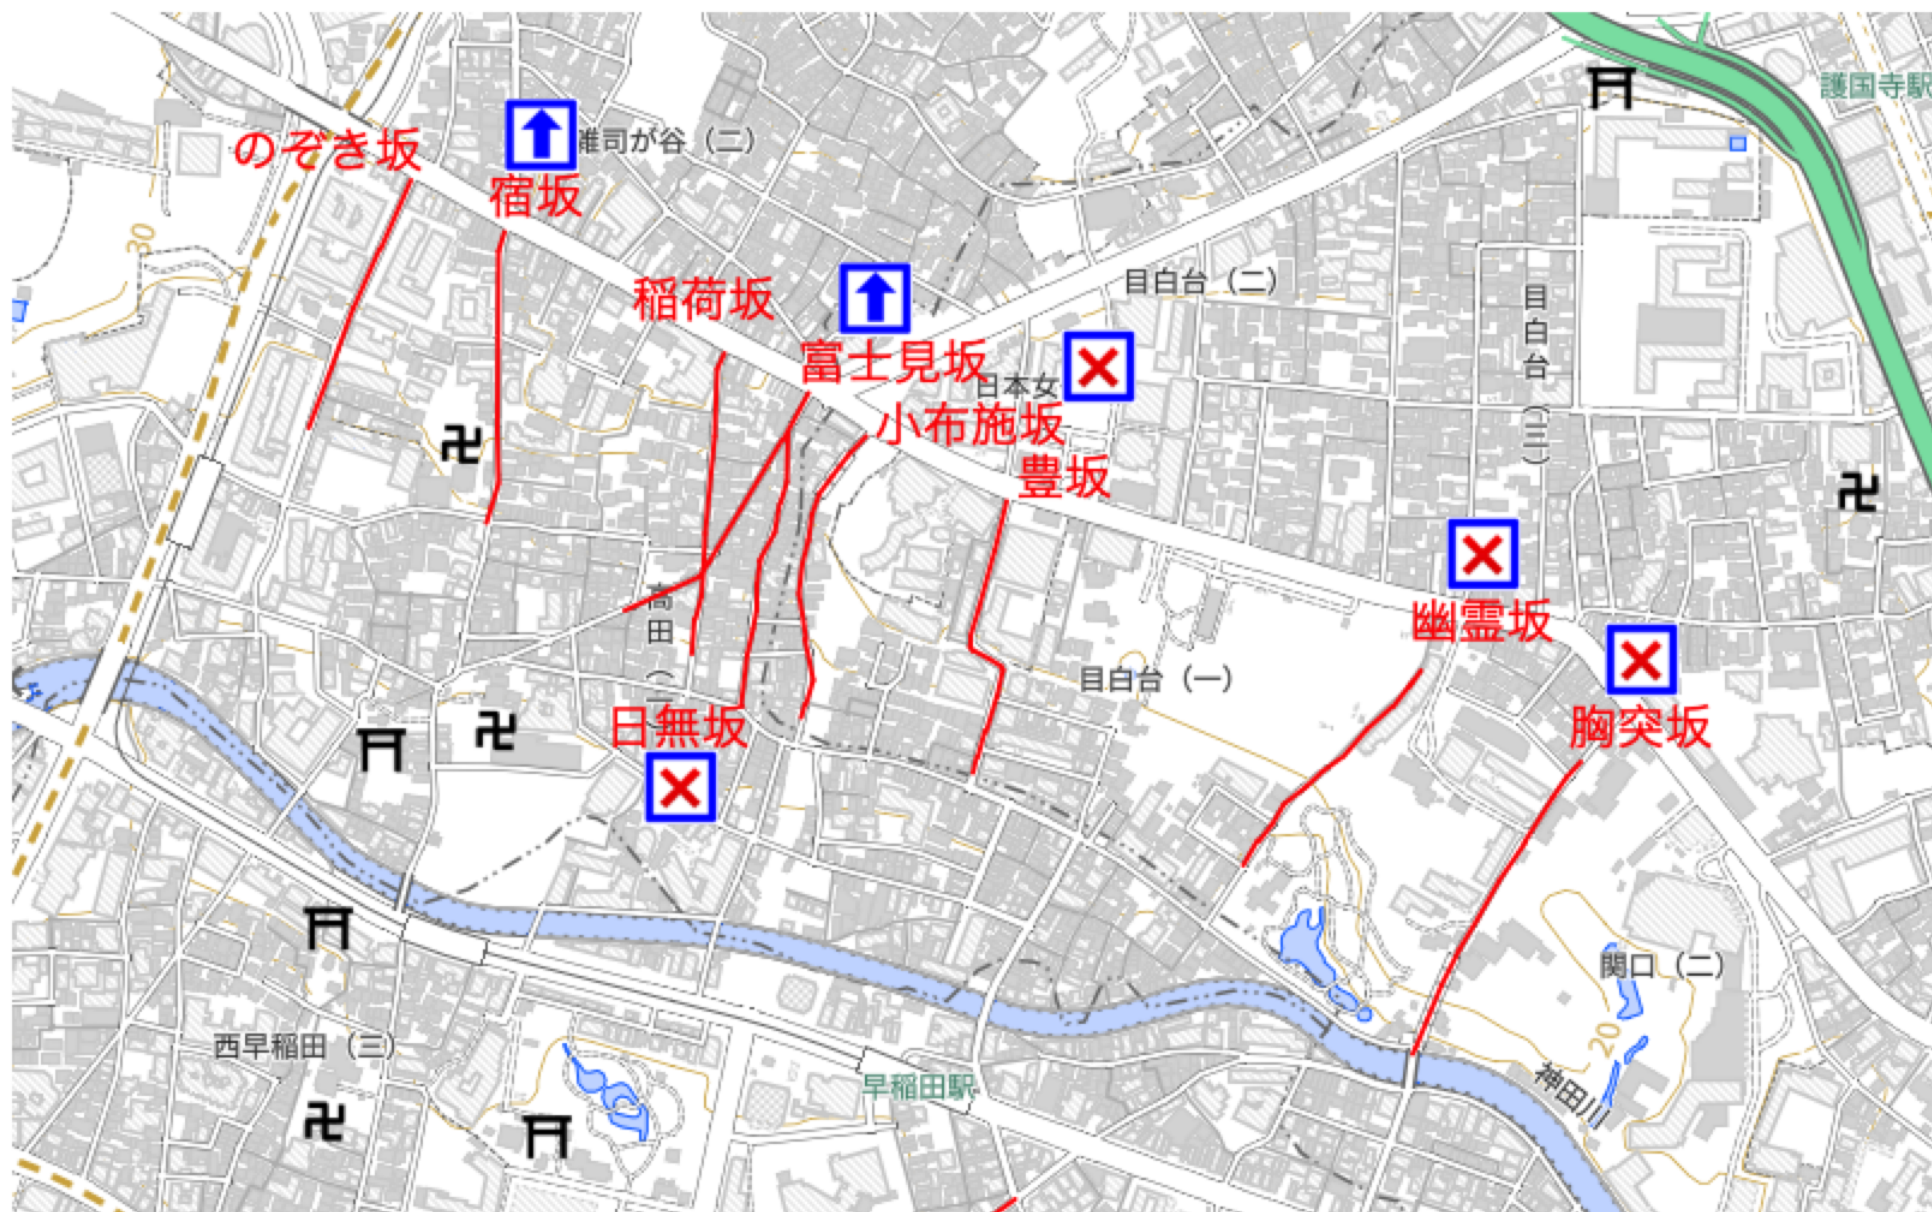 護国寺駅
のぞき坂
雑司が谷(二)
宿坂
30
稲荷坂
目白台(二)
目白台(三)
富士見坂
日本女
小布施坂
豊坂
幽霊坂
高田
目白台(一)
日無坂
胸突坂
関口(二)
20
西早稲田(三)
早稲田駅
神田川